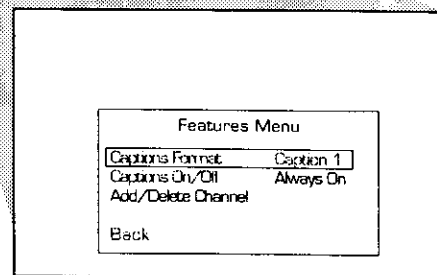 Features Menu
Captions Format Caption 1
Captions On/Off Always On
Add/Delete Channel
Back